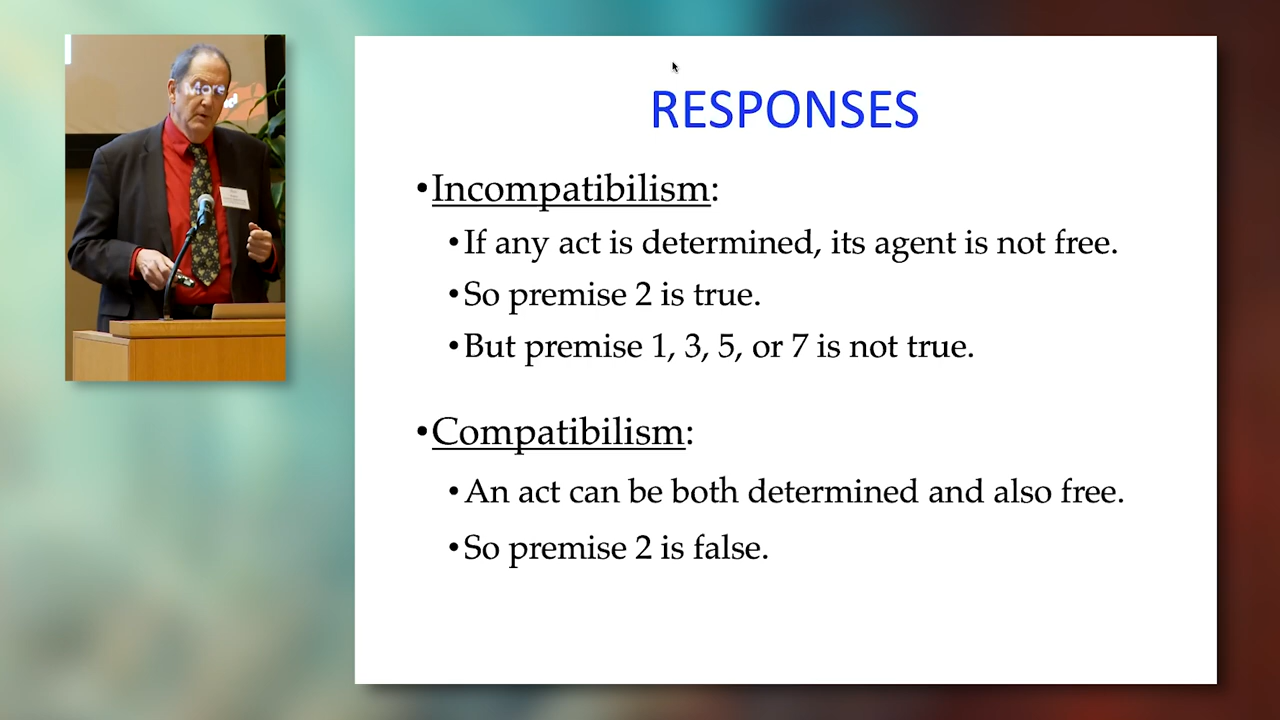 More
RESPONSES
•Incompatibilism:
•If any act is determined, its agent is not free.
•So premise 2 is true.
•But premise 1, 3, 5, or 7 is not true.
•Compatibilism:
•An act can be both determined and also free.
•So premise 2 is false.